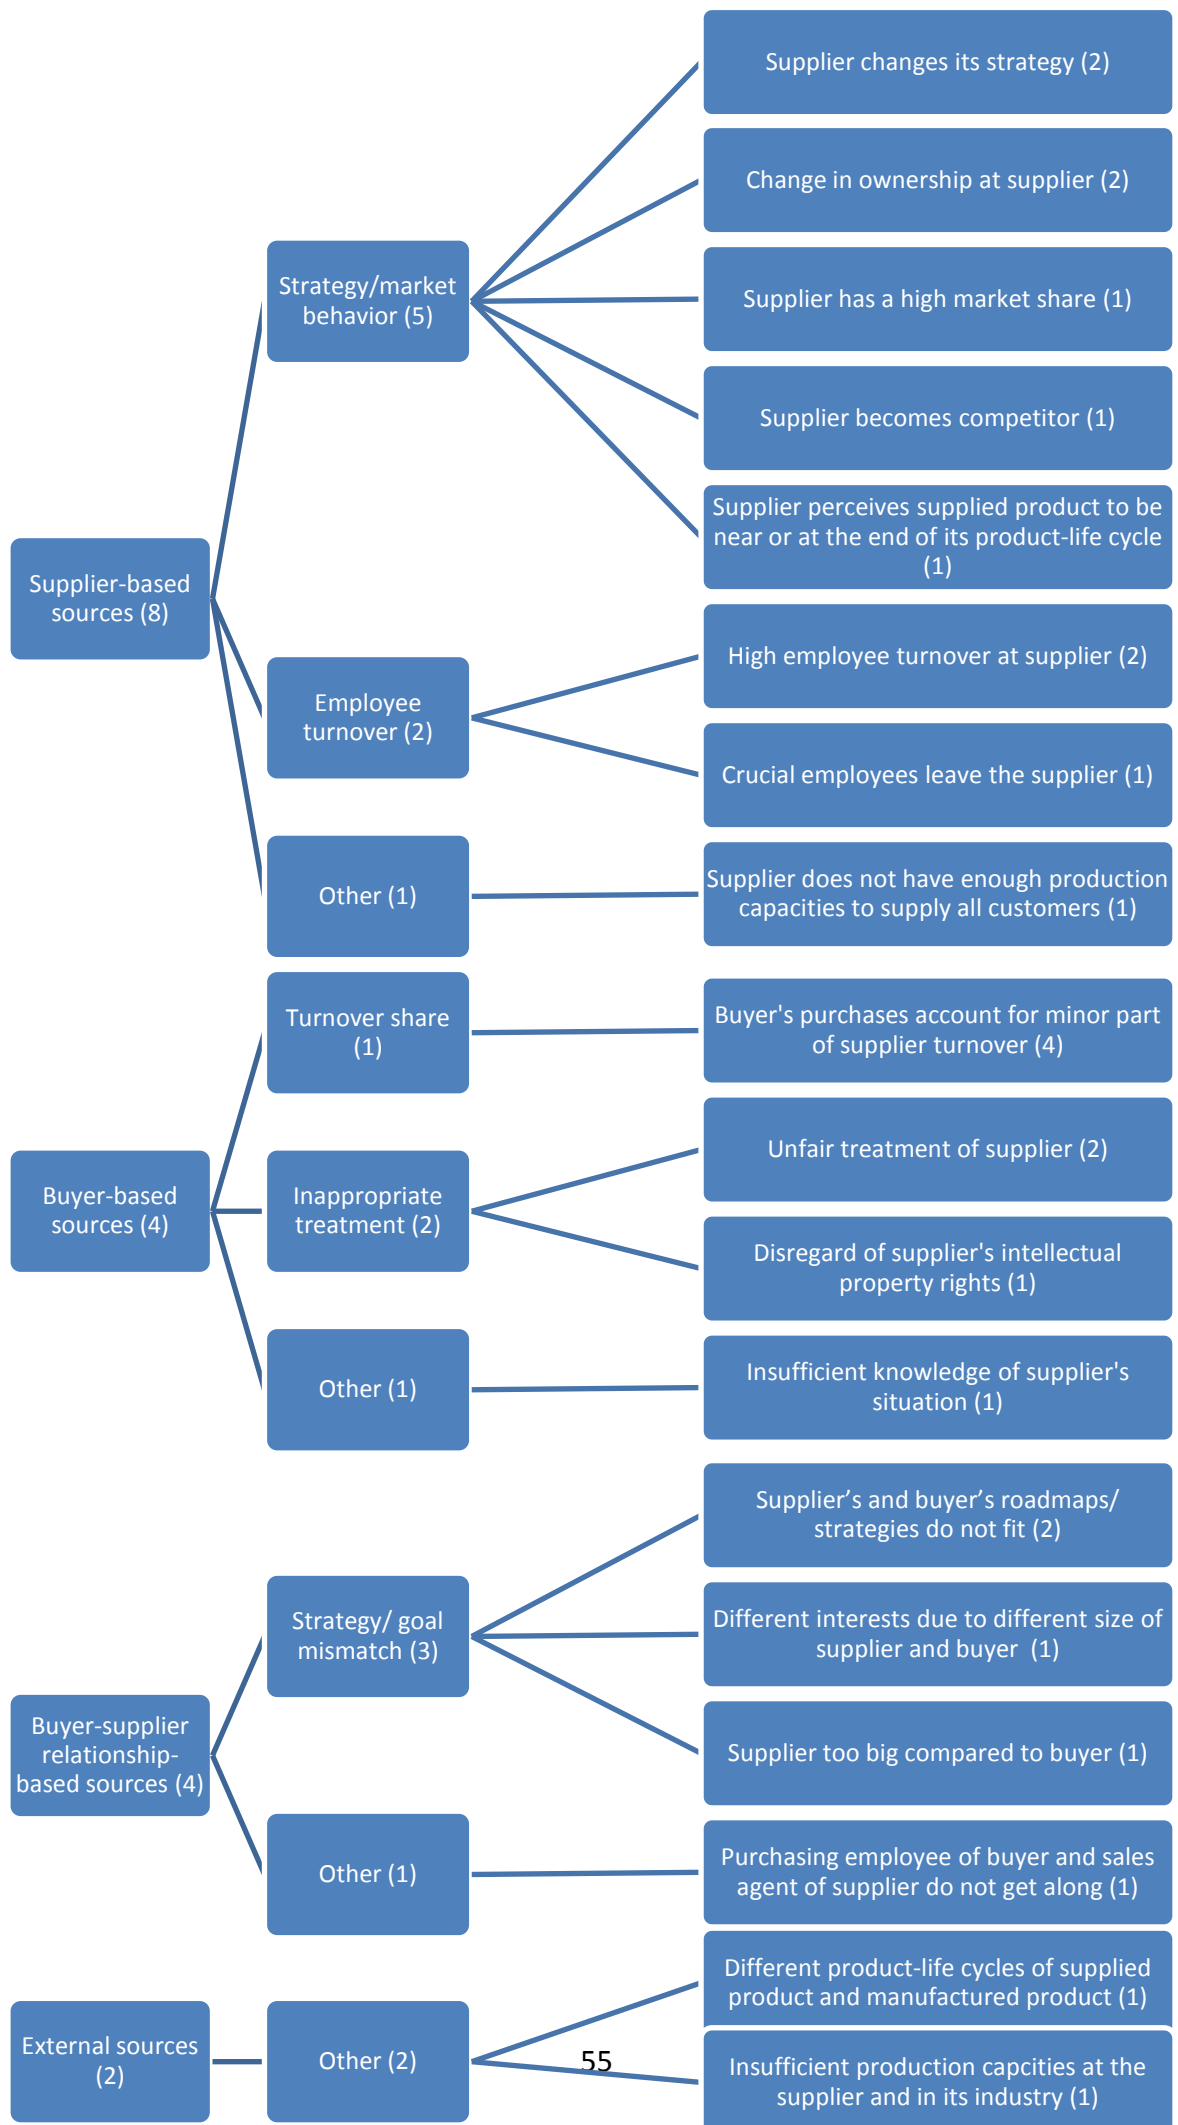 Supplier-based
sources (8)
Strategy/market
behavior (5)
Supplier changes its strategy (2)
Change in ownership at supplier (2)
Supplier has a high market share (1)
Supplier becomes competitor (1)
Supplier perceives supplied product to be
near or at the end of its product-life cycle
(1)
Employee
turnover (2)
High employee turnover at supplier (2)
Crucial employees leave the supplier (1)
Other (1)
Supplier does not have enough production
capacities to supply all customers (1)
Buyer-based
sources (4)
Turnover share
(1)
Buyer's purchases account for minor part
of supplier turnover (4)
Inappropriate
treatment (2)
Unfair treatment of supplier (2)
Disregard of supplier's intellectual
property rights (1)
Other (1)
Insufficient knowledge of supplier's
situation (1)
Buyer-supplier
relationship-
based sources (4)
Strategy/ goal
mismatch (3)
Supplier’s and buyer’s roadmaps/
strategies do not fit (2)
Different interests due to different size of
supplier and buyer (1)
Supplier too big compared to buyer (1)
Other (1)
Purchasing employee of buyer and sales
agent of supplier do not get along (1)
External sources
(2)
Other (2)
Different product-life cycles of supplied
product and manufactured product (1)
Insufficient production capcities at the
supplier and in its industry (1)
55